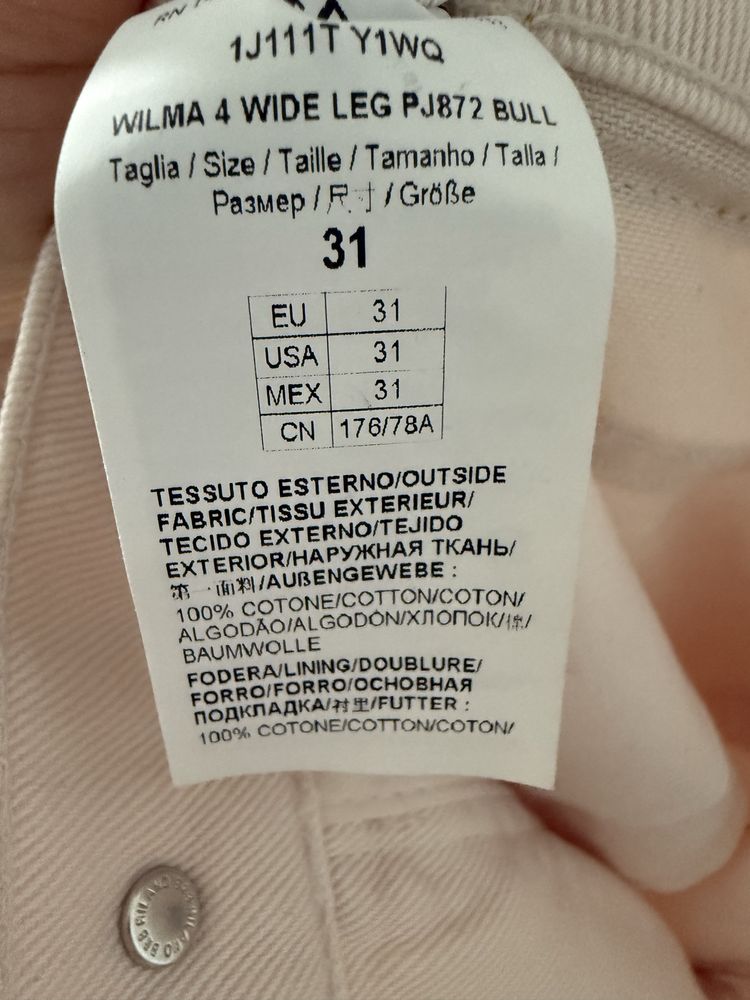 RN
1J111T Y1WQ
WILMA 4 WIDE LEG PJ872 BULL
Taglia / Size / Taille / Tamanho / Talla /
Размер / 尺寸 / Größe
31
EU 31
USA 31
MEX 31
CN 176/78A
TESSUTO ESTERNO/OUTSIDE
FABRIC/TISSU EXTERIEUR/
TECIDO EXTERNO/TEJIDO
EXTERIOR/НАРУЖНАЯ ТКАНЬ/
第一面料/AUßENGEWEBE :
100% COTONE/COTTON/COTON/
ALGODÃO/ALGODÓN/ХЛОПОК/棉/
BAUMWOLLE
FODERA/LINING/DOUBLURE/
FORRO/FORRO/ОСНОВНАЯ
ПОДКЛАДКА/衬里/FUTTER :
100% COTONE/COTTON/COTON/